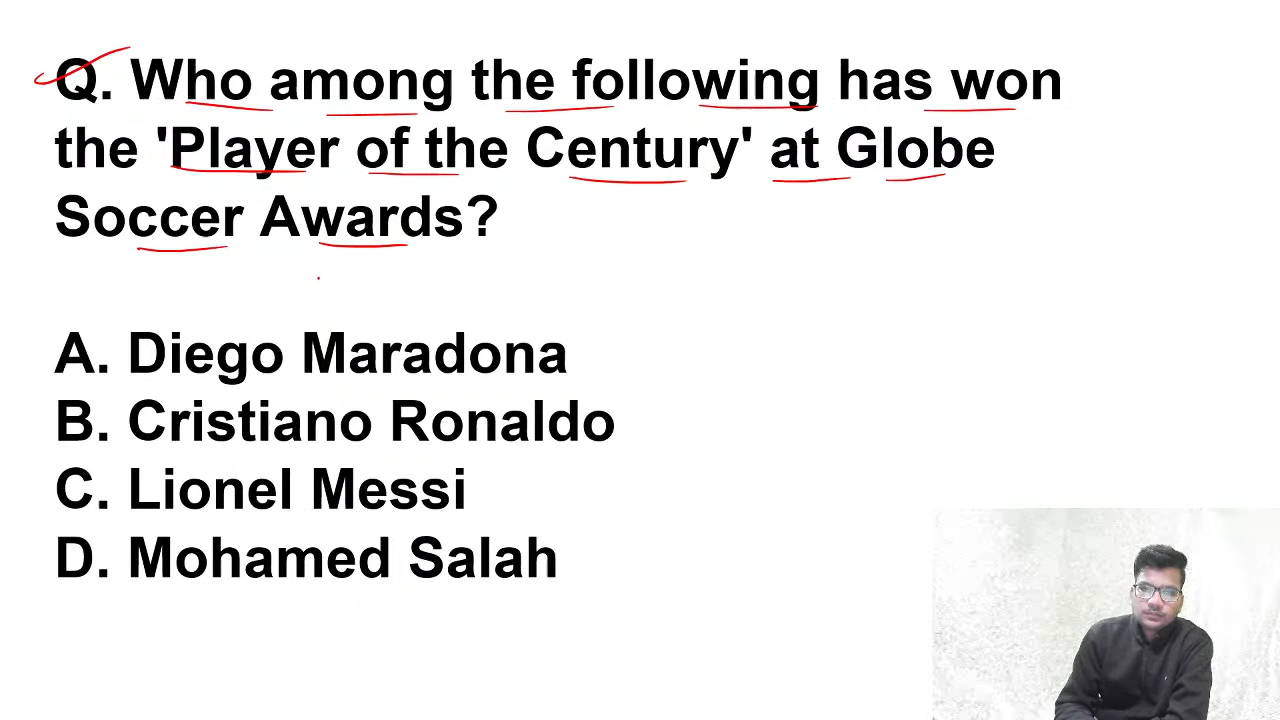 Q. Who among the following has won
the 'Player of the Century' at Globe
Soccer Awards?
A. Diego Maradona
B. Cristiano Ronaldo
C. Lionel Messi
D. Mohamed Salah